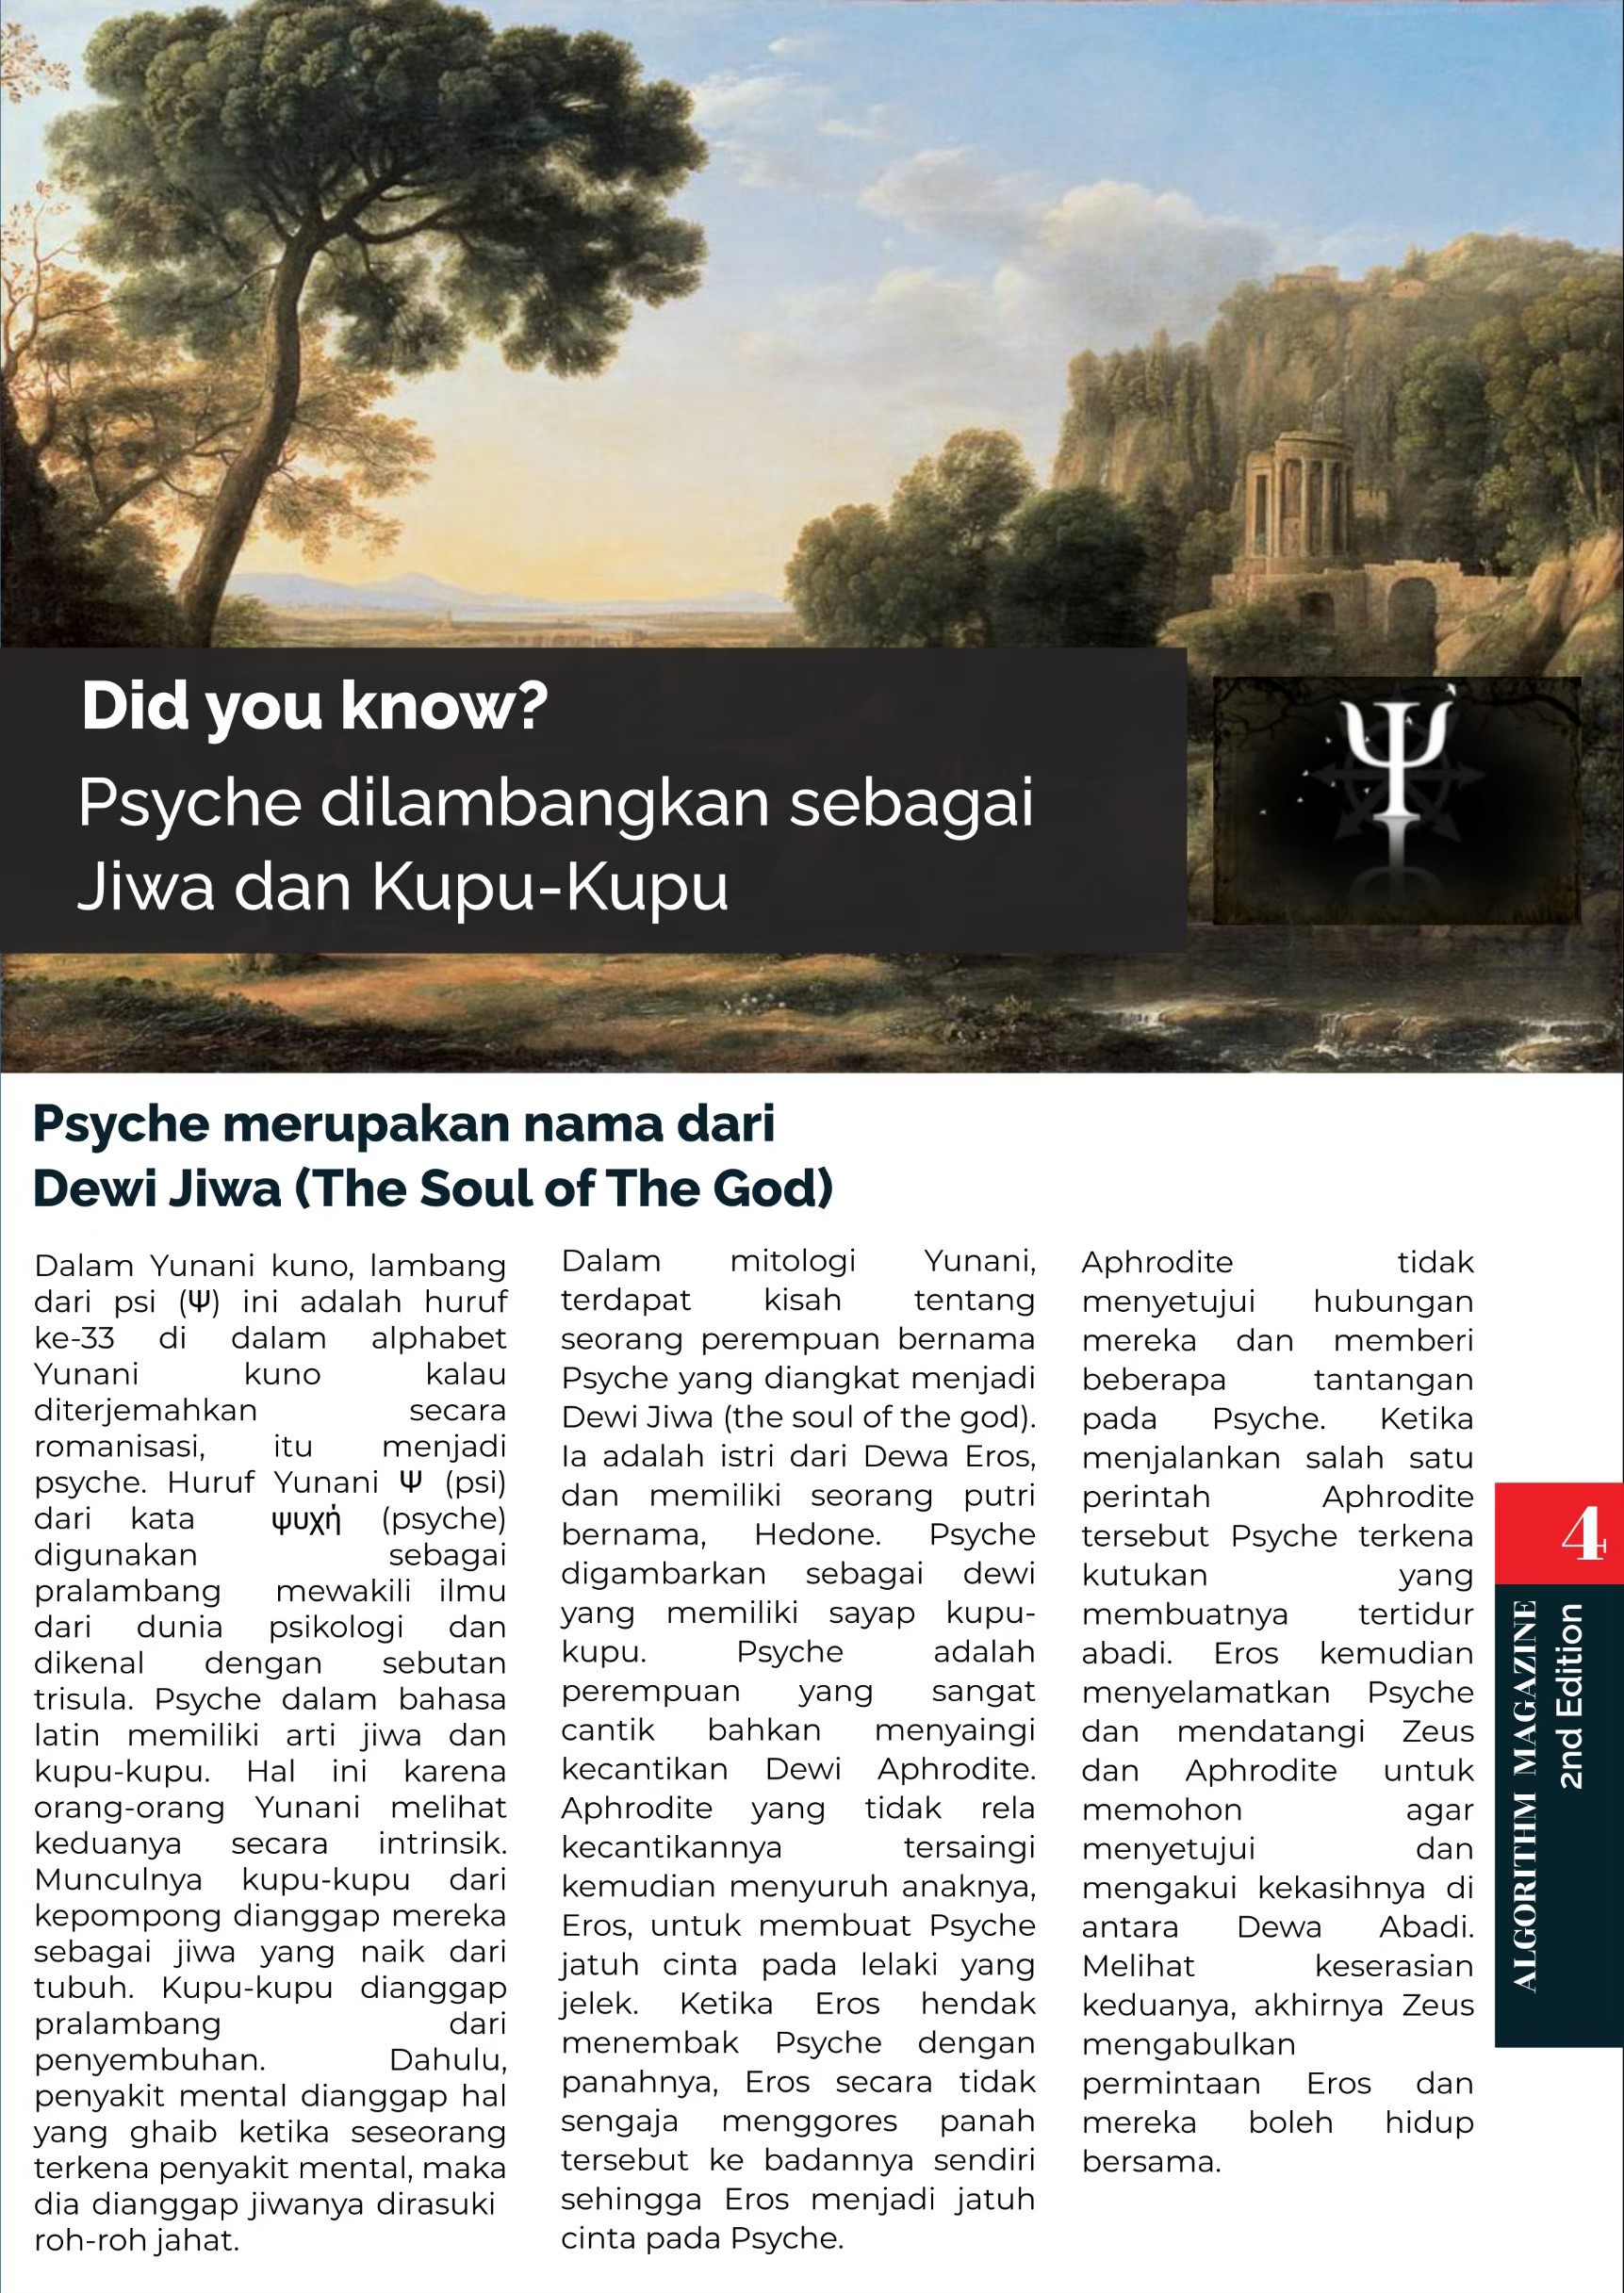 Did you know?
Psyche dilambangkan sebagai
Jiwa dan Kupu-Kupu
Ψ
Psyche merupakan nama dari
Dewi Jiwa (The Soul of The God)
Dalam Yunani kuno, lambang
dari psi (Ψ) ini adalah huruf
ke-33 di dalam alphabet
Yunani kuno kalau
diterjemahkan secara
romanisasi, itu menjadi
psyche. Huruf Yunani Ψ (psi)
dari kata ψυχή (psyche)
digunakan sebagai
pralambang mewakili ilmu
dari dunia psikologi dan
dikenal dengan sebutan
trisula. Psyche dalam bahasa
latin memiliki arti jiwa dan
kupu-kupu. Hal ini karena
orang-orang Yunani melihat
keduanya secara intrinsik.
Munculnya kupu-kupu dari
kepompong dianggap mereka
sebagai jiwa yang naik dari
tubuh. Kupu-kupu dianggap
pralambang dari
penyembuhan. Dahulu,
penyakit mental dianggap hal
yang ghaib ketika seseorang
terkena penyakit mental, maka
dia dianggap jiwanya dirasuki
roh-roh jahat.
Dalam mitologi Yunani,
terdapat kisah tentang
seorang perempuan bernama
Psyche yang diangkat menjadi
Dewi Jiwa (the soul of the god).
Ia adalah istri dari Dewa Eros,
dan memiliki seorang putri
bernama, Hedone. Psyche
digambarkan sebagai dewi
yang memiliki sayap kupu-
kupu. Psyche adalah
perempuan yang sangat
cantik bahkan menyaingi
kecantikan Dewi Aphrodite.
Aphrodite yang tidak rela
kecantikannya tersaingi
kemudian menyuruh anaknya,
Eros, untuk membuat Psyche
jatuh cinta pada lelaki yang
jelek. Ketika Eros hendak
menembak Psyche dengan
panahnya, Eros secara tidak
sengaja menggores panah
tersebut ke badannya sendiri
sehingga Eros menjadi jatuh
cinta pada Psyche.
Aphrodite tidak
menyetujui hubungan
mereka dan memberi
beberapa tantangan
pada Psyche. Ketika
menjalankan salah satu
perintah Aphrodite
tersebut Psyche terkena
kutukan yang
membuatnya tertidur
abadi. Eros kemudian
menyelamatkan Psyche
dan mendatangi Zeus
dan Aphrodite untuk
memohon agar
menyetujui dan
mengakui kekasihnya di
antara Dewa Abadi.
Melihat keserasian
keduanya, akhirnya Zeus
mengabulkan
permintaan Eros dan
mereka boleh hidup
bersama.
4
ALGORITHM MAGAZINE
2nd Edition